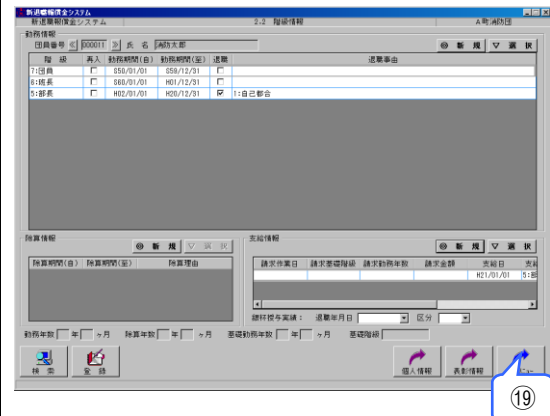 新退職報償金システム
新退職報償金システム 2.2 階級情報 A町消防団
勤務情報
団員番号 ≪ 000011 ≫ 氏 名 消防太郎 ◎ 新 規 ▽ 選 択
階 級 再入 勤務期間(自) 勤務期間(至) 退職 退職事由
7:団員 S50/01/01 S59/12/31
6:班長 S60/01/01 H01/12/31
5:部長 H02/01/01 H20/12/31 1:自己都合
除算情報 ◎ 新 規 ▽ 選 択
除算期間(自) 除算期間(至) 除算理由
支給情報 ◎ 新 規 ▽ 選 択
請求作業日 請求基礎階級 請求勤務年数 請求金額 支給日 支給
H21/01/01 5:部
銀杯授与実績： 退職年月日 区分
勤務年数 年 ヶ月 除算年数 年 ヶ月 基礎勤務年数 年 ヶ月 基礎階級
検 索 登 録 個人情報 表彰情報
⑲